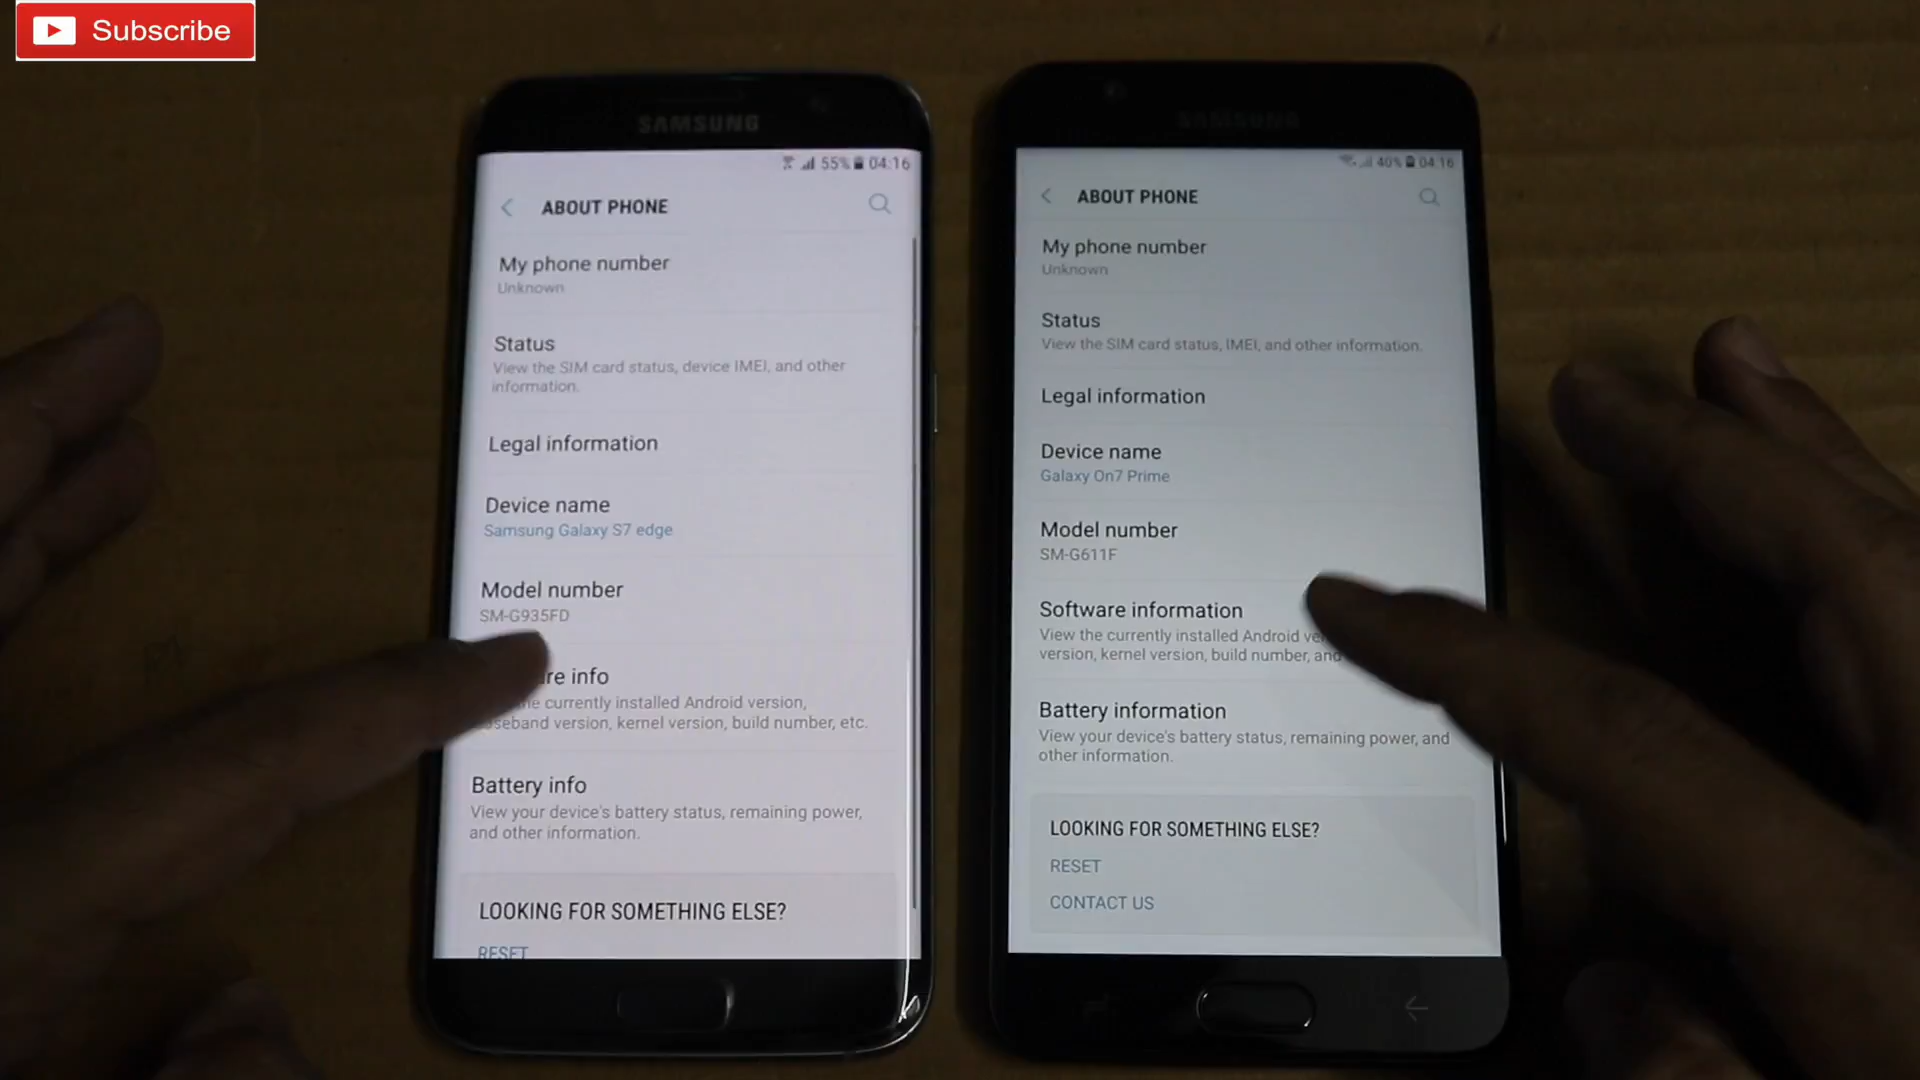 Subscribe
SAMSUNG
55% 04:16
ABOUT PHONE
My phone number
Unknown
Status
View the SIM card status, device IMEI, and other
information.
Legal information
Device name
Samsung Galaxy S7 edge
Model number
SM-G935FD
info
currently installed Android version,
version, kernel version, build number, etc.
Battery info
View your device's battery status, remaining power,
and other information.
LOOKING FOR SOMETHING ELSE?
RESET
SAMSUNG
40% 04:16
ABOUT PHONE
My phone number
Unknown
Status
View the SIM card status, IMEI, and other information.
Legal information
Device name
Galaxy On7 Prime
Model number
SM-G611F
Software information
View the currently installed Android
version, kernel version, build number, and
Battery information
View your device's battery status, remaining power, and
other information.
LOOKING FOR SOMETHING ELSE?
RESET
CONTACT US